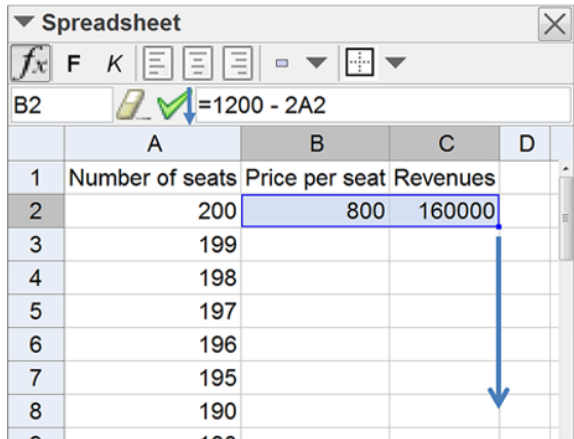 Spreadsheet
fx F K
B2 =1200 - 2A2
A B C D
1 Number of seats Price per seat Revenues
2 200 800 160000
3 199
4 198
5 197
6 196
7 195
8 190